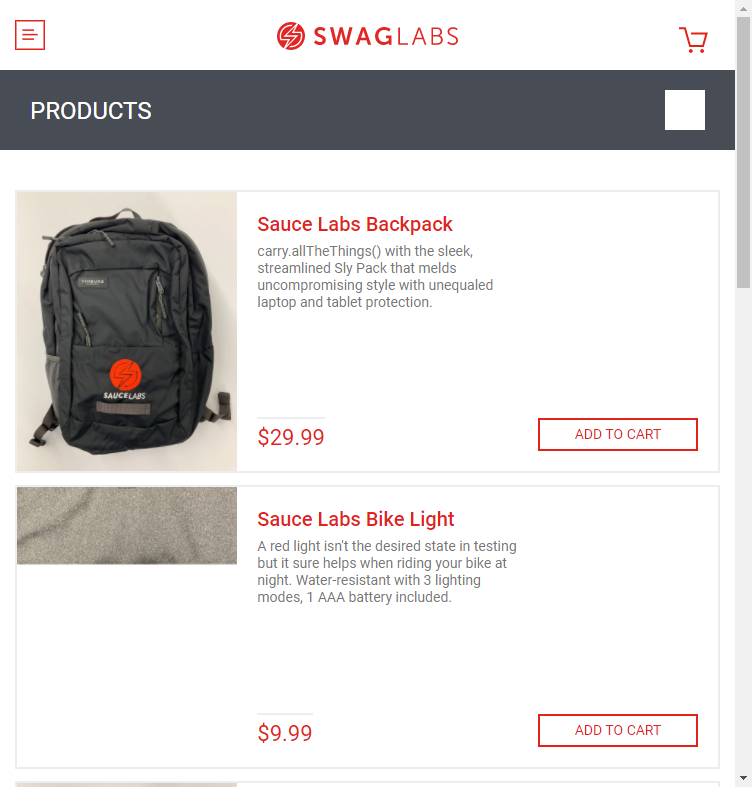 SWAGLABS
PRODUCTS
Sauce Labs Backpack
carry.allTheThings() with the sleek,
streamlined Sly Pack that melds
uncompromising style with unequaled
laptop and tablet protection.
SAUCELABS
$29.99
ADD TO CART
Sauce Labs Bike Light
A red light isn't the desired state in testing
but it sure helps when riding your bike at
night. Water-resistant with 3 lighting
modes, 1 AAA battery included.
$9.99
ADD TO CART